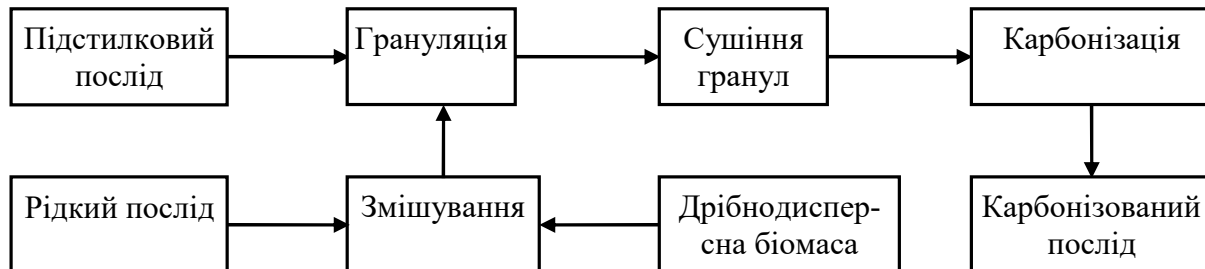 Підстилковий
послід
Грануляція
Сушіння
гранул
Карбонізація
Рідкий послід
Змішування
Дрібнодиспер-
сна біомаса
Карбонізований
послід